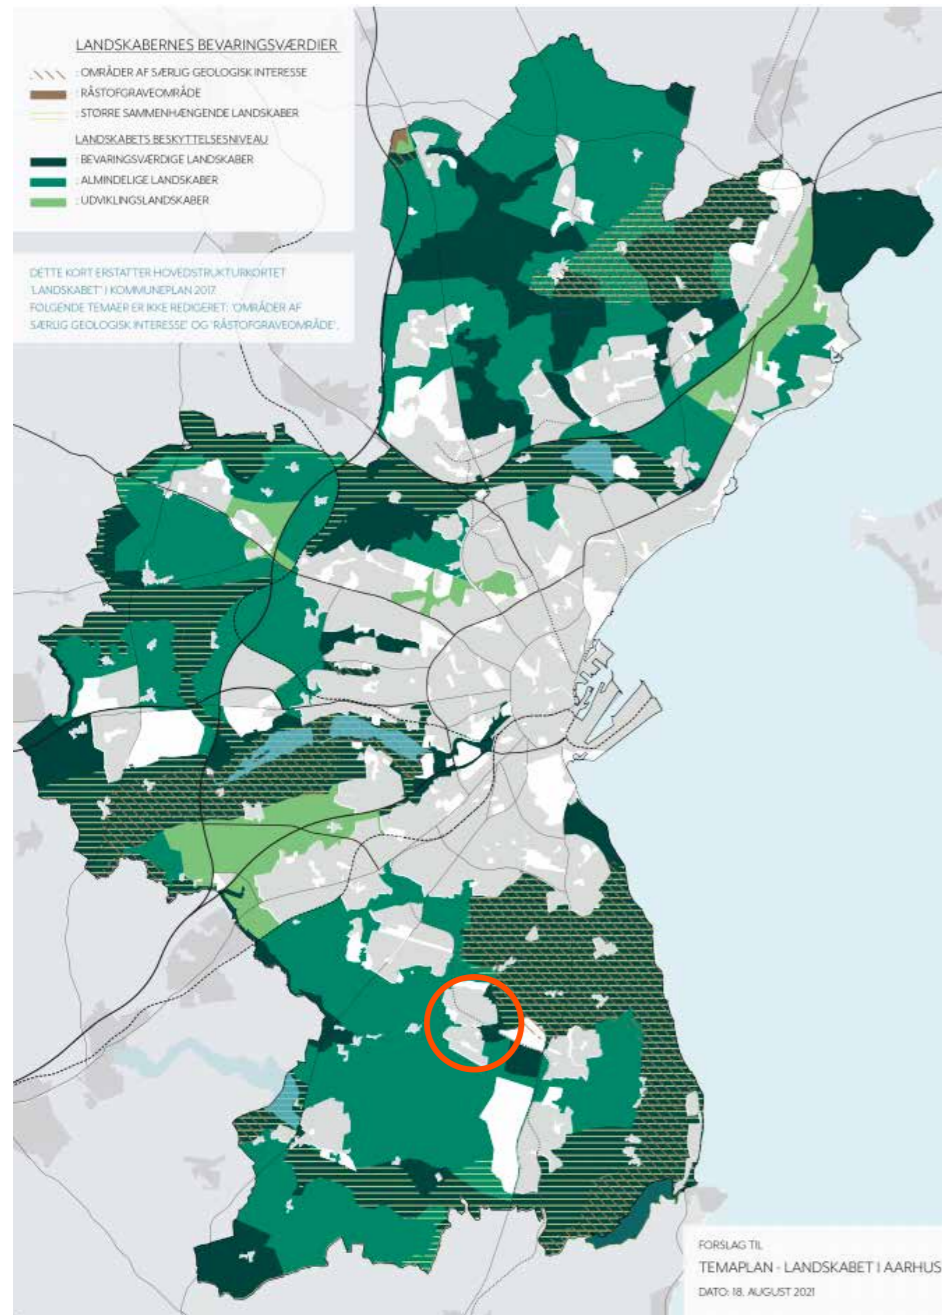 LANDSKABERNES BEVARINGSVÆRDIER
: OMRÅDER AF SÆRLIG GEOLOGISK INTERESSE
: RÅSTOFGRAVEOMRÅDE
: STØRRE SAMMENHÆNGENDE LANDSKABER
LANDSKABETS BESKYTTELSESNIVEAU
: BEVARINGSVÆRDIGE LANDSKABER
: ALMINDELIGE LANDSKABER
: UDVIKLINGSLANDSKABER
DETTE KORT ERSTATTER HOVEDSTRUKTURKORTET
'LANDSKABET' I KOMMUNEPLAN 2017.
FØLGENDE TEMAER ER IKKE REDIGERET: 'OMRÅDER AF
SÆRLIG GEOLOGISK INTERESSE' OG 'RÅSTOFGRAVEOMRÅDE'.
FORSLAG TIL
TEMAPLAN - LANDSKABET I AARHUS
DATO: 18. AUGUST 2021